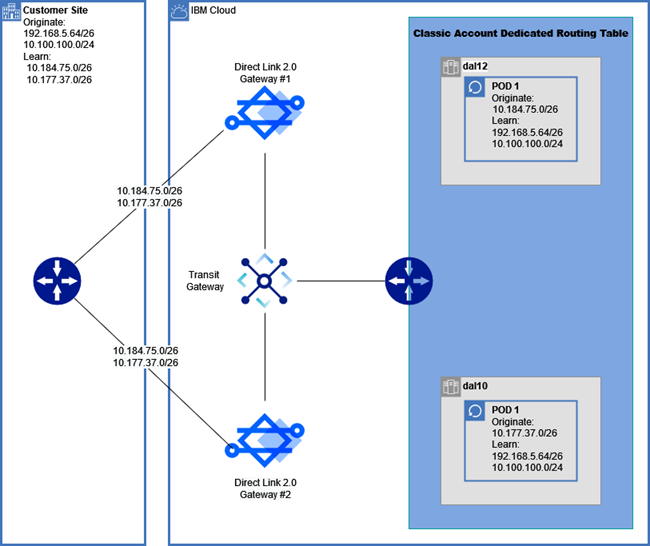 Customer Site
Originate:
192.168.5.64/26
10.100.100.0/24
Learn:
10.184.75.0/26
10.177.37.0/26
IBM Cloud
Direct Link 2.0
Gateway #1
10.184.75.0/26
10.177.37.0/26
Transit
Gateway
10.184.75.0/26
10.177.37.0/26
Direct Link 2.0
Gateway #2
Classic Account Dedicated Routing Table
dal12
POD 1
Originate:
10.184.75.0/26
Learn:
192.168.5.64/26
10.100.100.0/24
dal10
POD 1
Originate:
10.177.37.0/26
Learn:
192.168.5.64/26
10.100.100.0/24